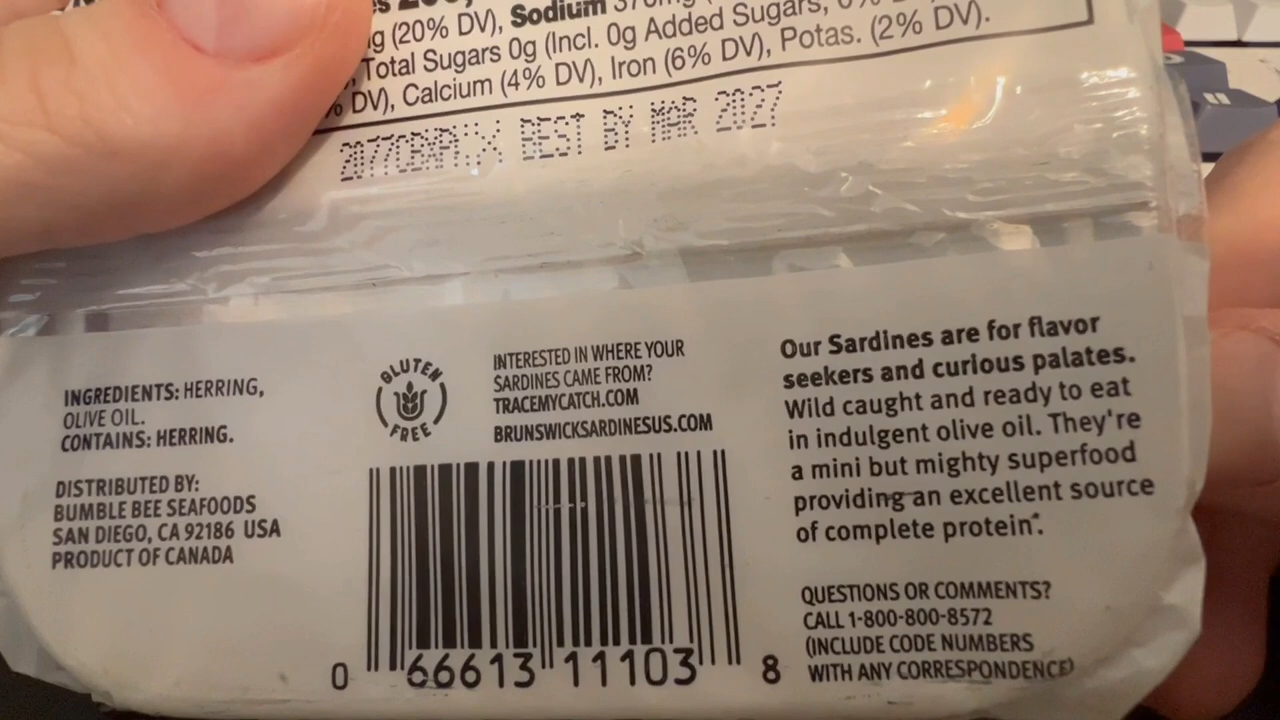 (20% DV), Sodium
Total Sugars 0g (Incl. 0g Added Sugars,
DV), Calcium (4% DV), Iron (6% DV), Potas. (2% DV).
BEST BY MAR 2027
INGREDIENTS: HERRING,
OLIVE OIL.
CONTAINS: HERRING.
DISTRIBUTED BY:
BUMBLE BEE SEAFOODS
SAN DIEGO, CA 92186 USA
PRODUCT OF CANADA
GLUTEN
FREE
INTERESTED IN WHERE YOUR
SARDINES CAME FROM?
TRACEMYCATCH.COM
BRUNSWICKSARDINESUS.COM
0 66613 11103 8
Our Sardines are for flavor
seekers and curious palates.
Wild caught and ready to eat
in indulgent olive oil. They're
a mini but mighty superfood
providing an excellent source
of complete protein*.
QUESTIONS OR COMMENTS?
CALL 1-800-800-8572
(INCLUDE CODE NUMBERS
WITH ANY CORRESPONDENCE)